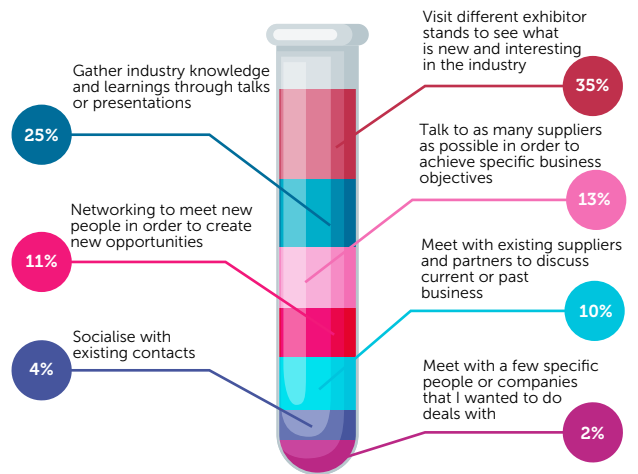 Visit different exhibitor
stands to see what
is new and interesting
in the industry
35%
Gather industry knowledge
and learnings through talks
or presentations
25%
Talk to as many suppliers
as possible in order to
achieve specific business
objectives
13%
Networking to meet new
people in order to create
new opportunities
11%
Meet with existing suppliers
and partners to discuss
current or past
business
10%
Socialise with
existing contacts
4%
Meet with a few specific
people or companies
that I wanted to do
deals with
2%